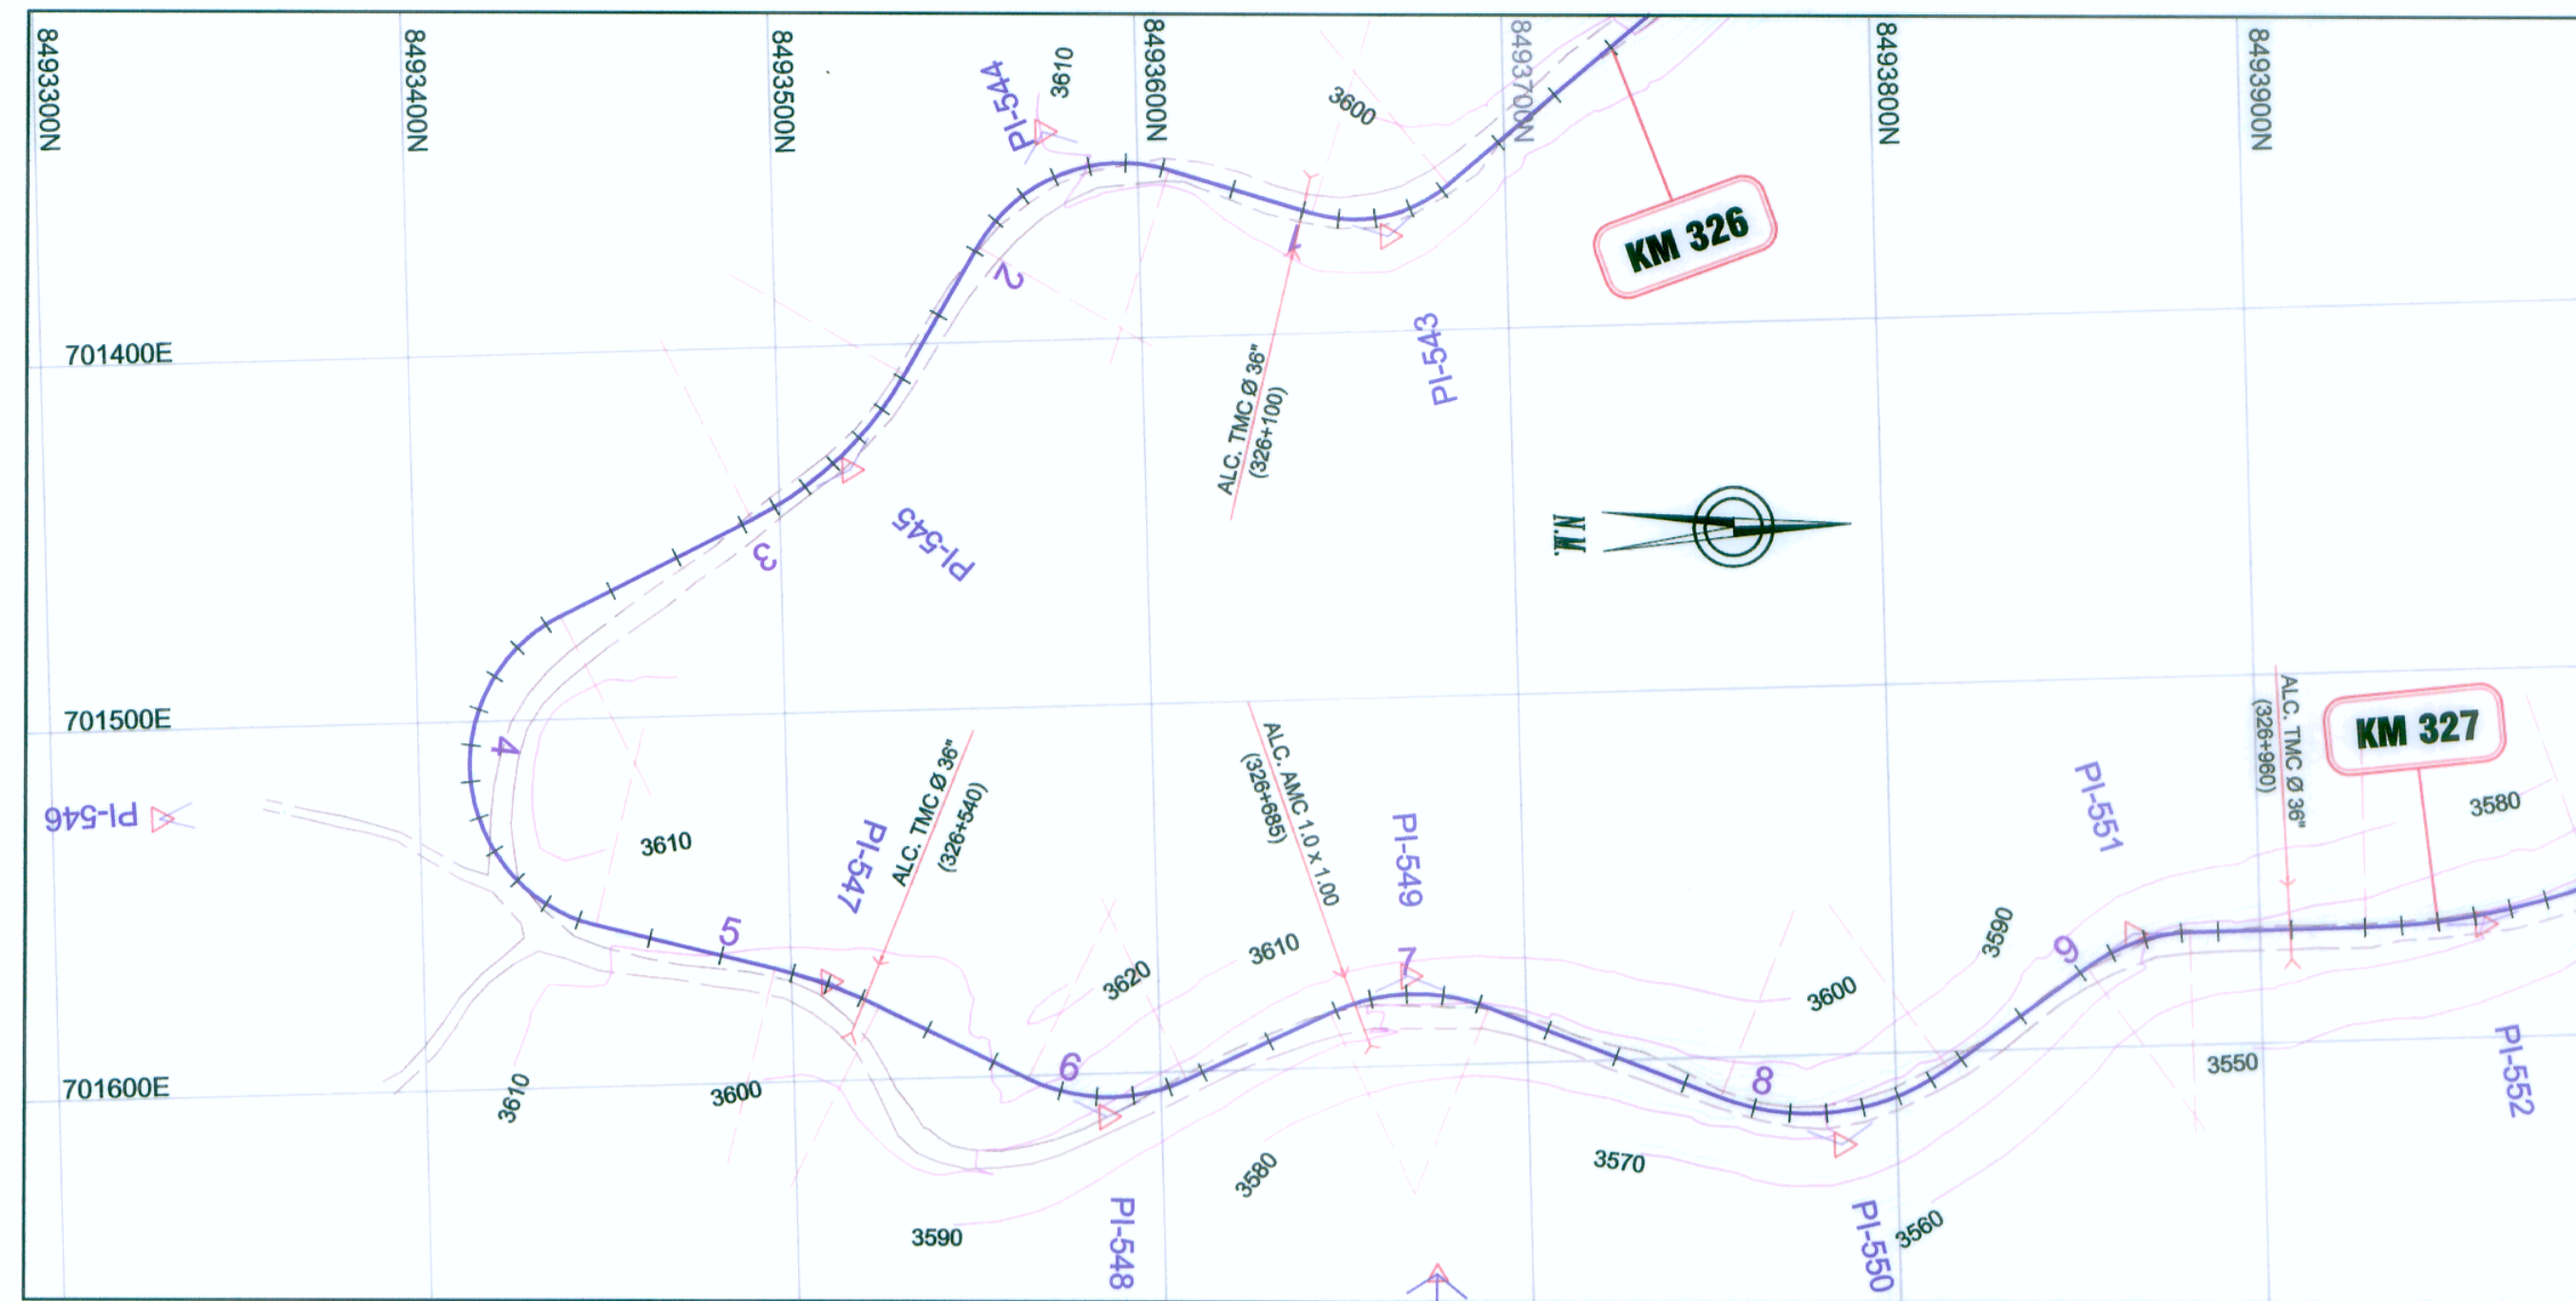 8493300N
8493400N
8493500N
8493600N
8493700N
8493800N
8493900N
PI-544
3610
3600
KM 326
2
1
PI-543
701400E
ALC. TMC Ø 36"
(326+100)
PI-545
3
N.M.
701500E
4
PI-546
3610
5
PI-547
ALC. TMC Ø 36"
(326+540)
ALC. AMC 1.0 x 1.00
(326+685)
PI-549
7
3610
3620
PI-551
ALC. TMC Ø 36"
(326+960)
KM 327
3580
3590
9
3600
6
8
701600E
3610
3600
3550
PI-552
3590
PI-548
3580
3570
PI-550
3560